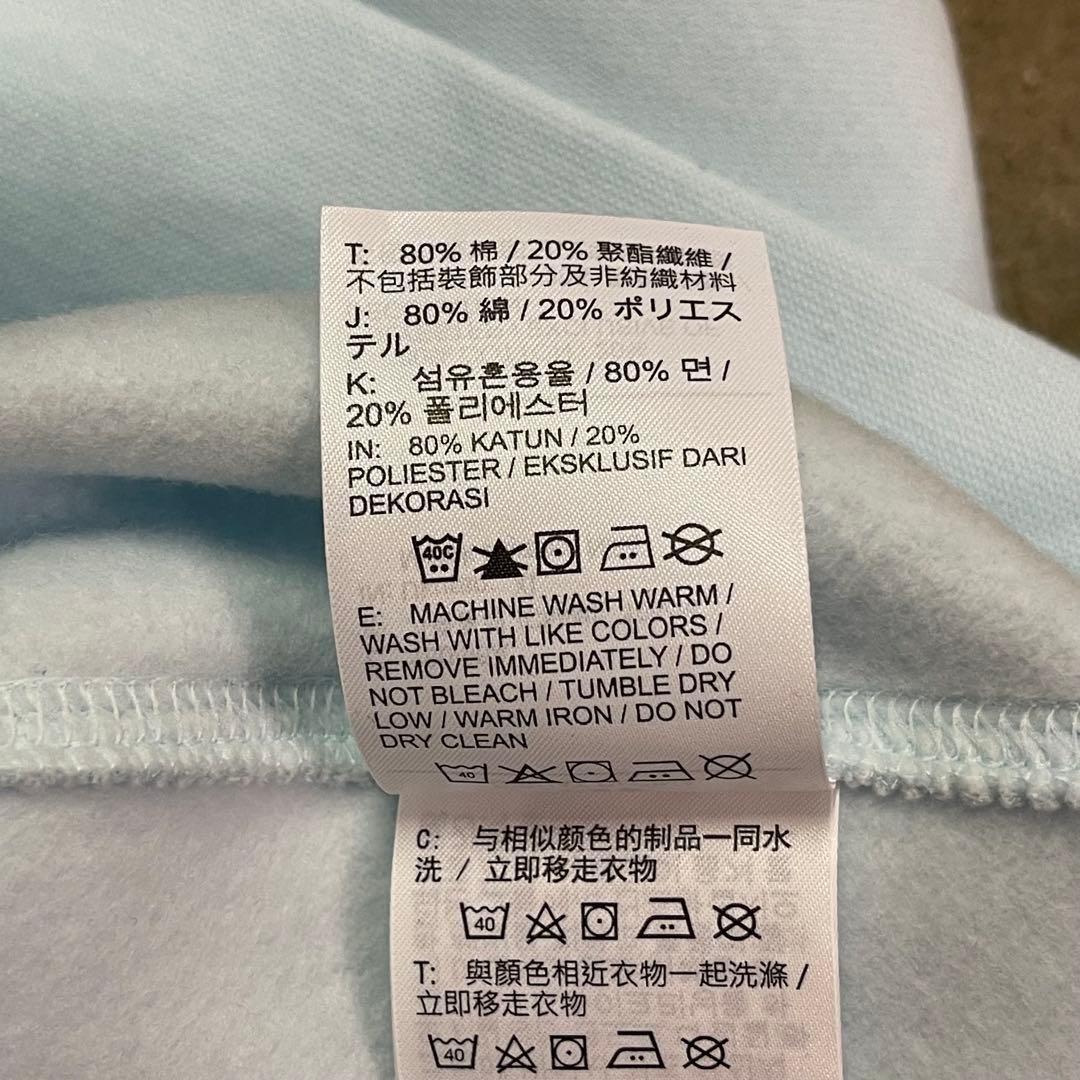 T: 80% 棉 / 20% 聚酯纖維 /
不包括裝飾部分及非紡織材料
J: 80% 綿 / 20% ポリエス
テル
K: 섬유혼용율 / 80% 면 /
20% 폴리에스터
IN: 80% KATUN / 20%
POLIESTER / EKSKLUSIF DARI
DEKORASI
40C
E: MACHINE WASH WARM /
WASH WITH LIKE COLORS /
REMOVE IMMEDIATELY / DO
NOT BLEACH / TUMBLE DRY
LOW / WARM IRON / DO NOT
DRY CLEAN
40
C: 与相似颜色的制品一同水
洗 / 立即移走衣物
40
T: 與顏色相近衣物一起洗滌 /
立即移走衣物
40